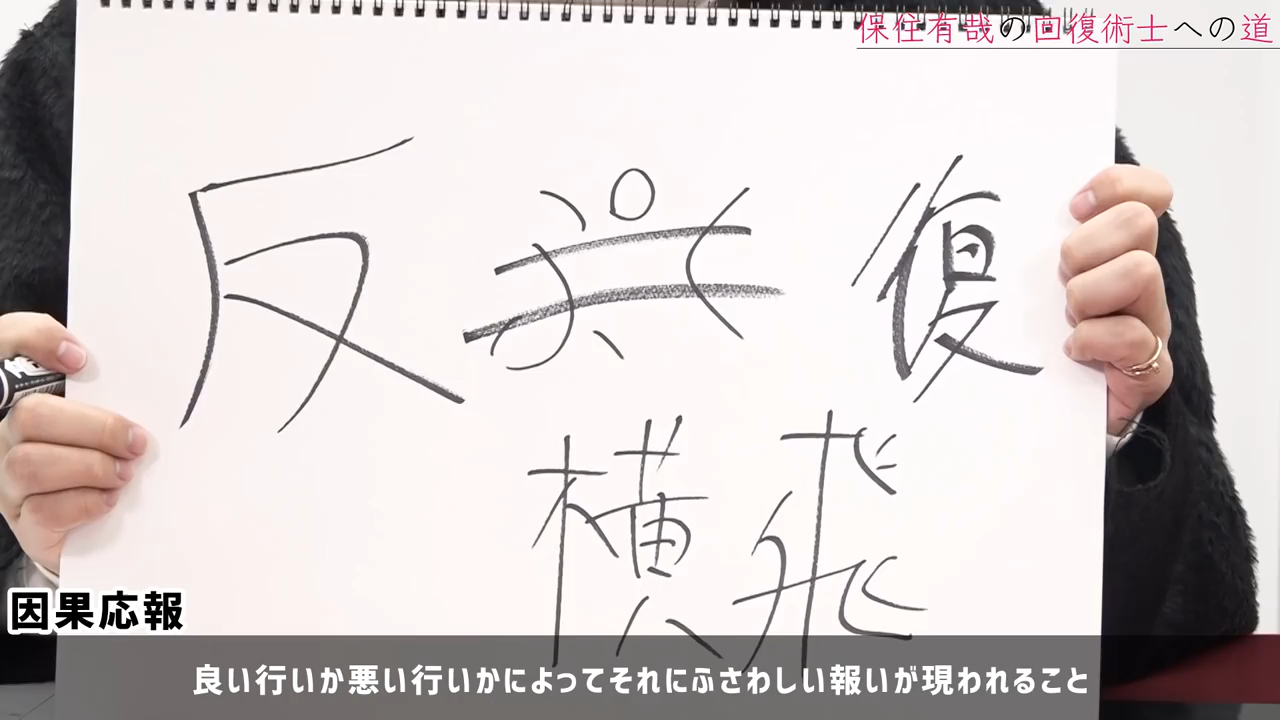 保住有哉の回復術士への道
反 復
横飛
因果応報
良い行いか悪い行いかによってそれにふさわしい報いが現われること